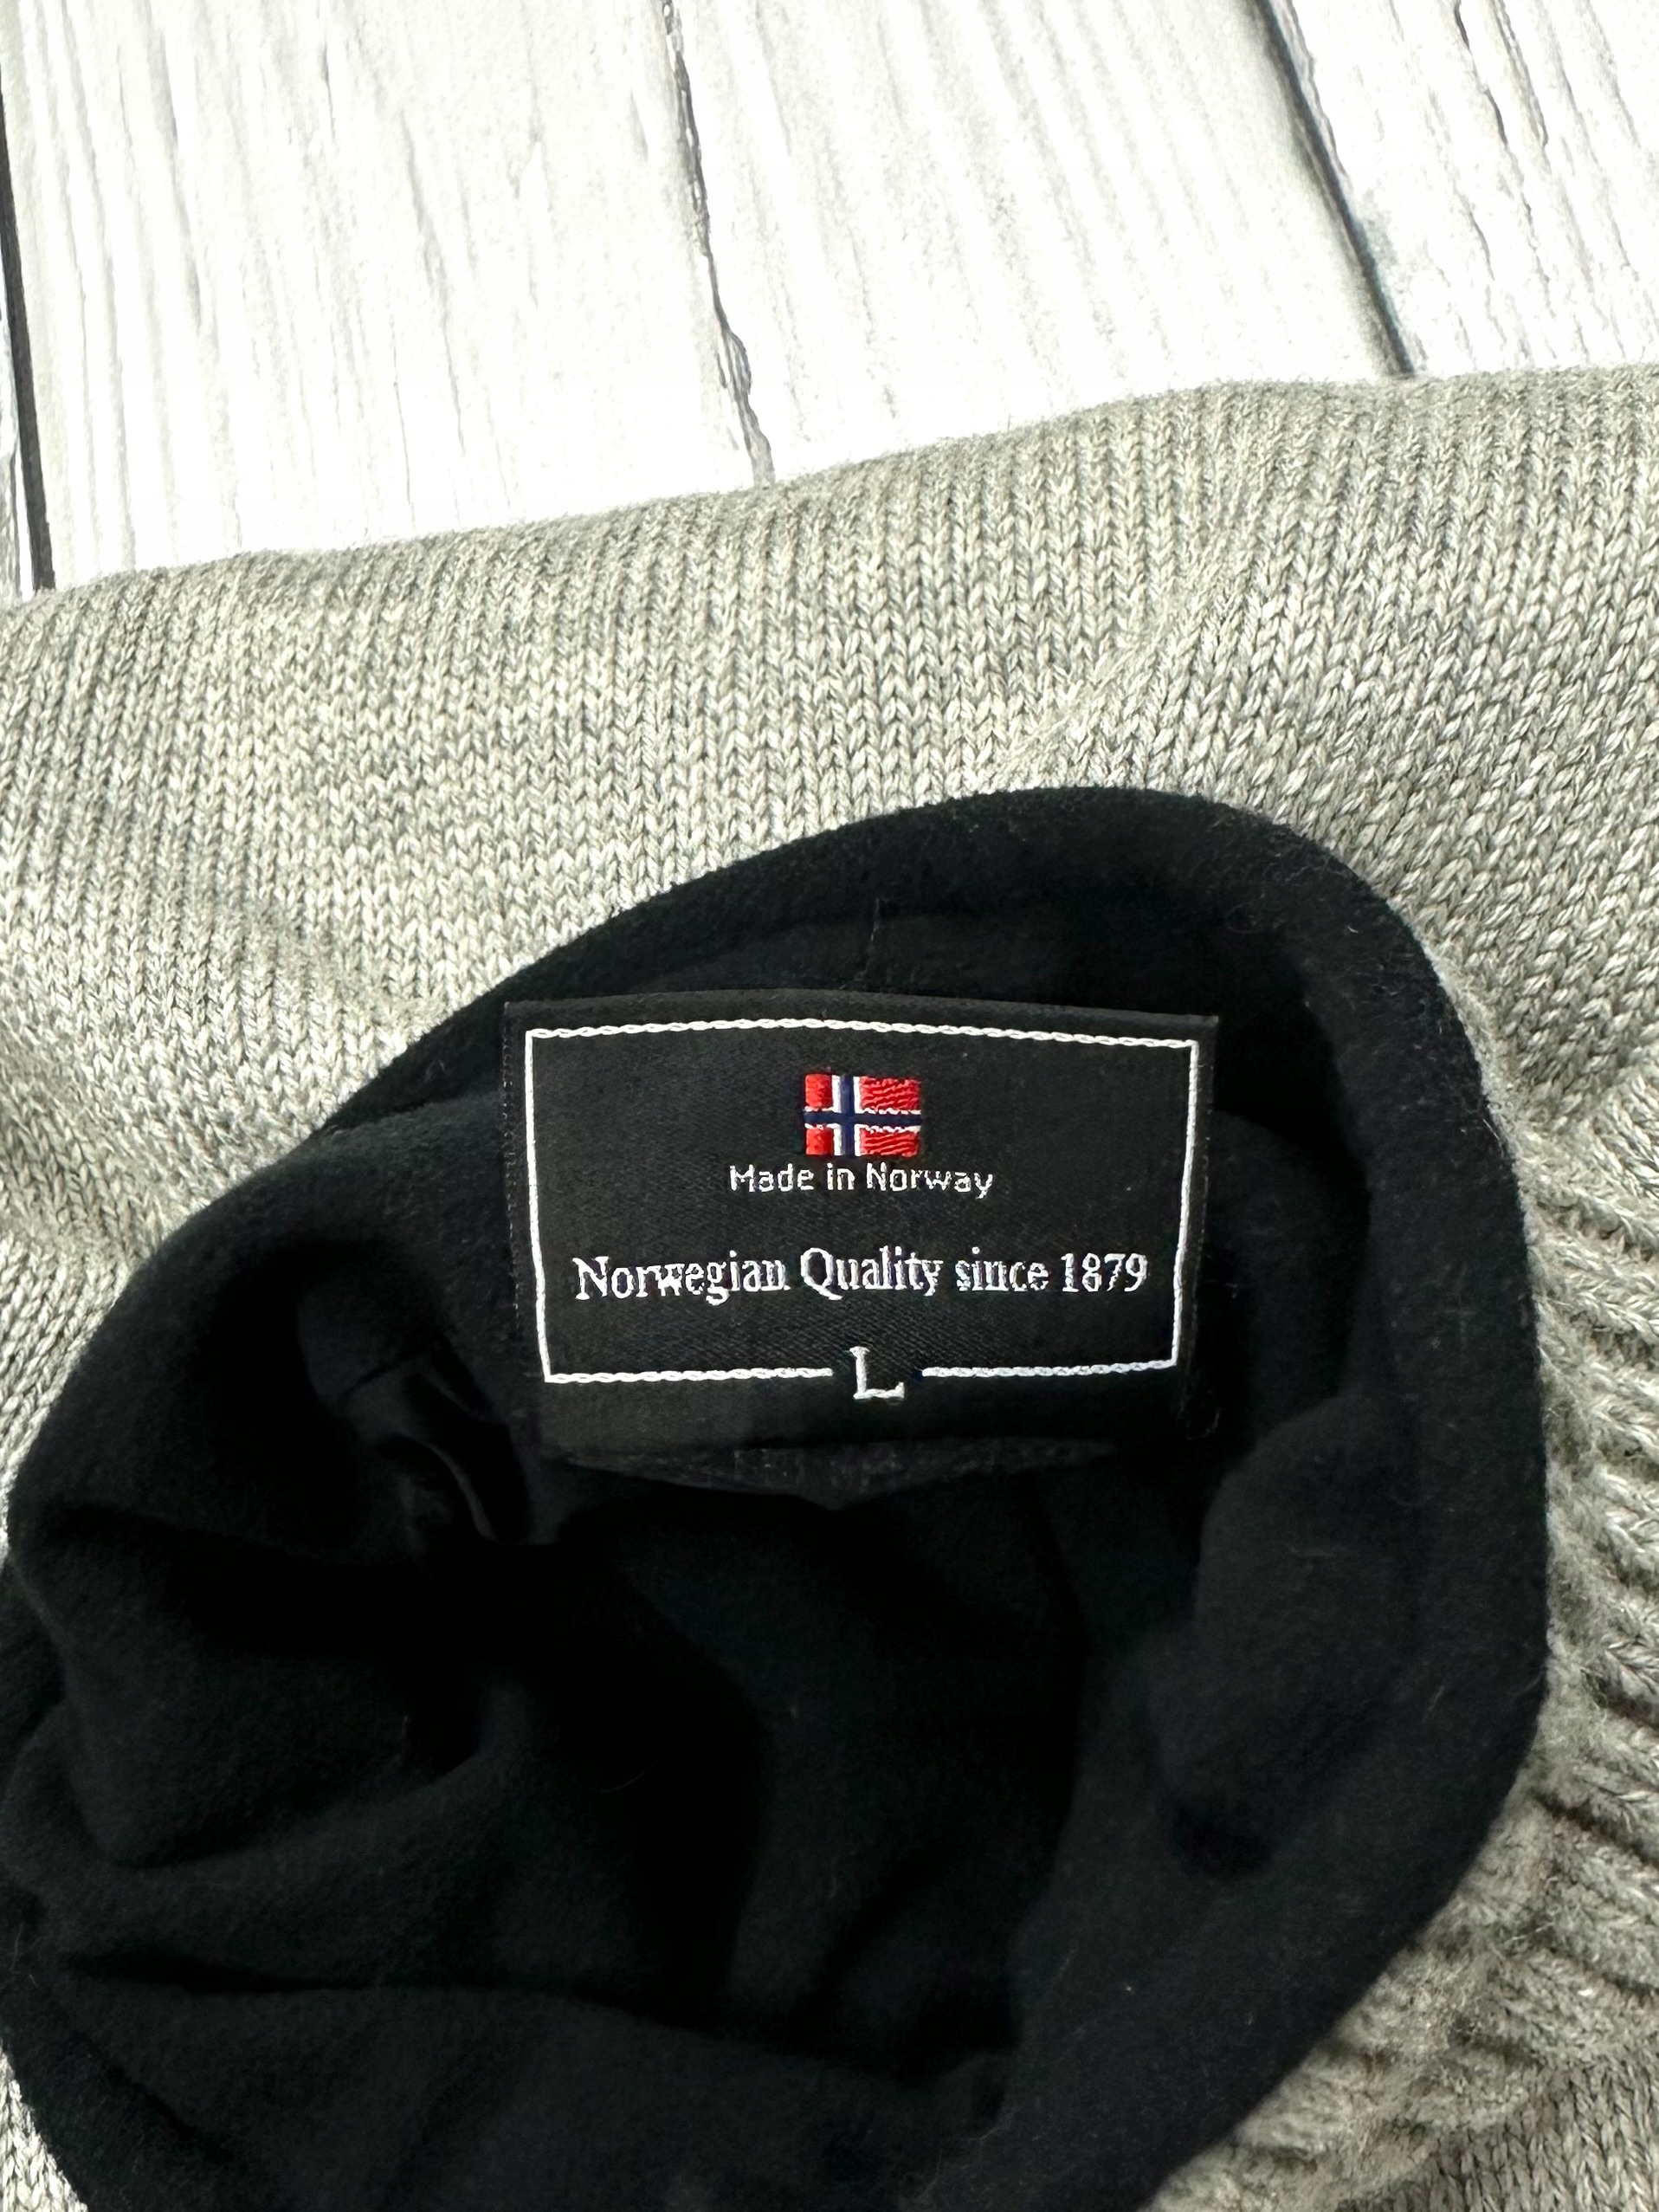 Made in Norway
Norwegian Quality since 1879
L